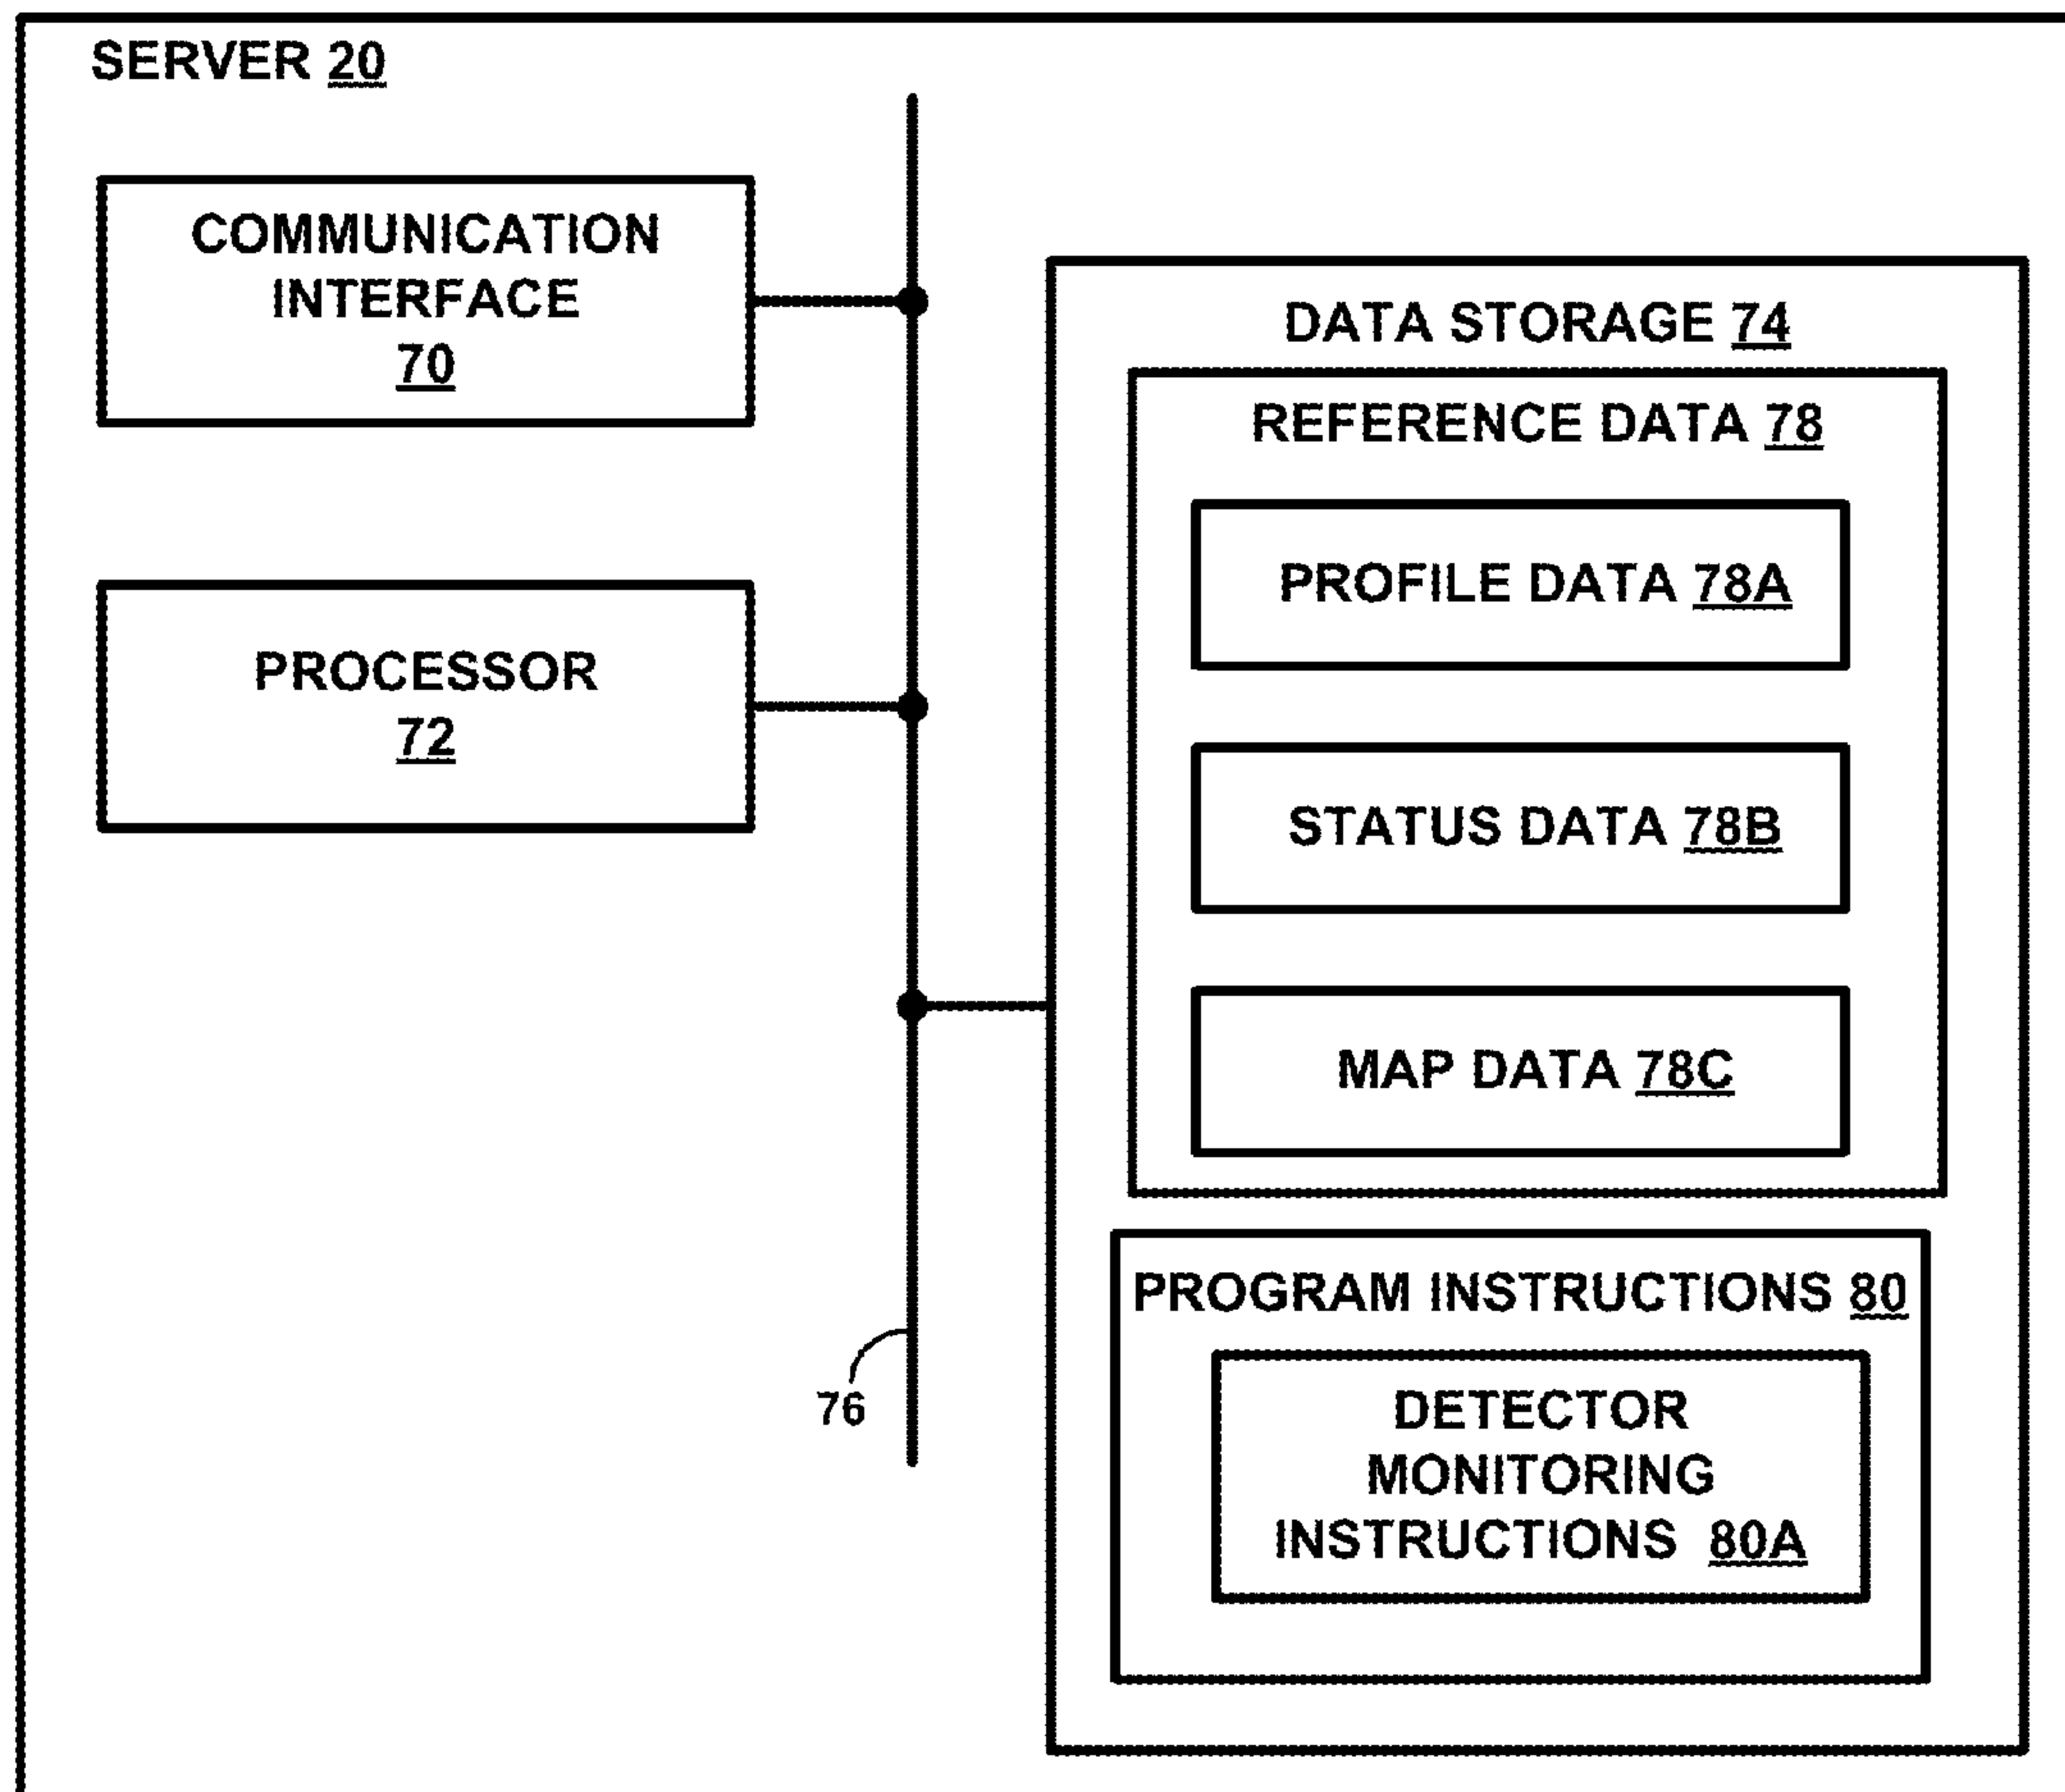 SERVER 20
COMMUNICATION
INTERFACE
70
PROCESSOR
72
76
DATA STORAGE 74
REFERENCE DATA 78
PROFILE DATA 78A
STATUS DATA 78B
MAP DATA 78C
PROGRAM INSTRUCTIONS 80
DETECTOR
MONITORING
INSTRUCTIONS 80A